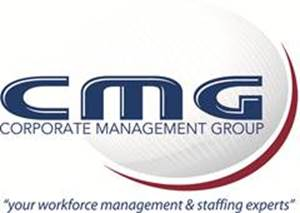 CMG
CORPORATE MANAGEMENT GROUP
"your workforce management & staffing experts"